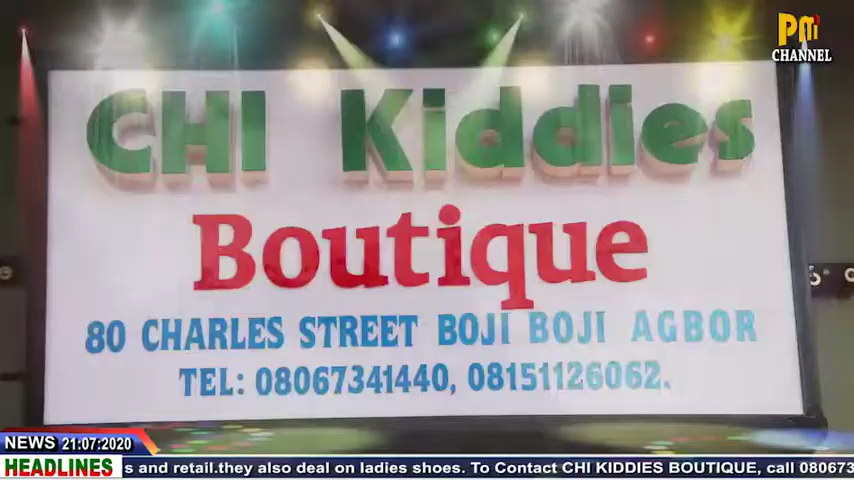 PMi
CHANNEL
CHI Kiddies
Boutique
80 CHARLES STREET BOJI BOJI AGBOR
TEL: 08067341440, 08151126062.
NEWS 21:07:2020
HEADLINES s and retail.they also deal on ladies shoes. To Contact CHI KIDDIES BOUTIQUE, call 080673